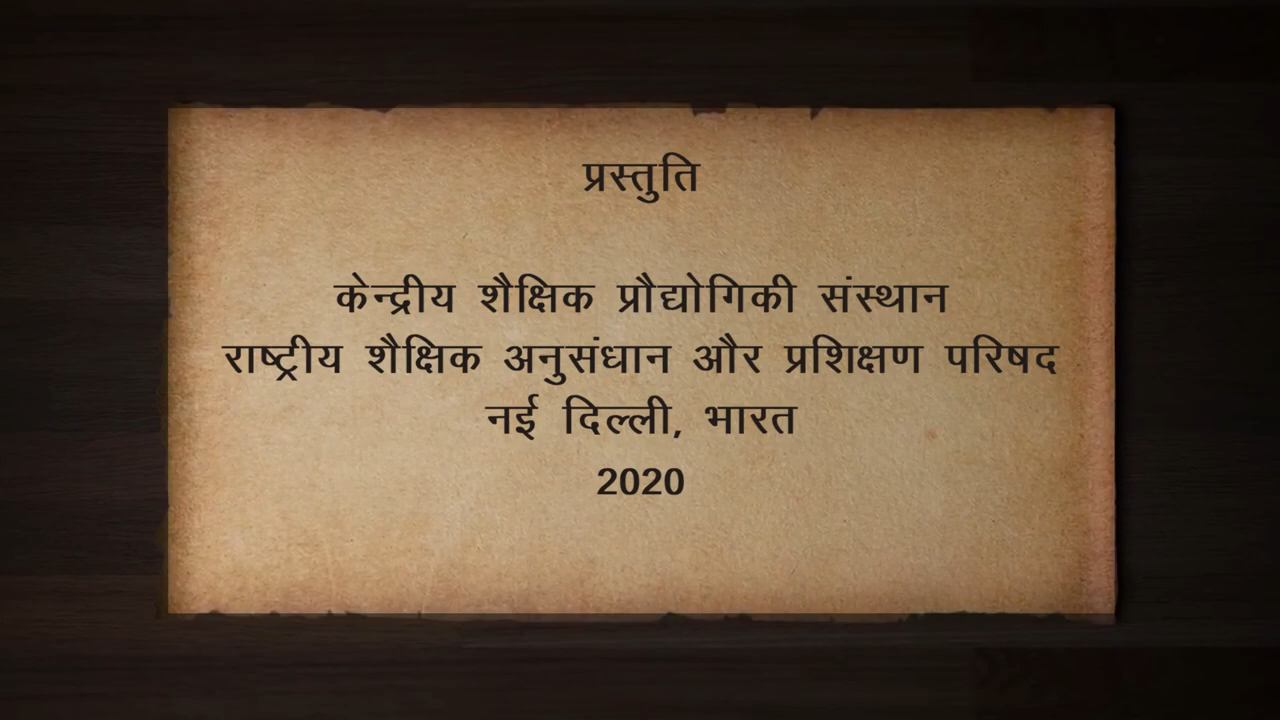 प्रस्तुति
केन्द्रीय शैक्षिक प्रौद्योगिकी संस्थान
राष्ट्रीय शैक्षिक अनुसंधान और प्रशिक्षण परिषद
नई दिल्ली, भारत
2020